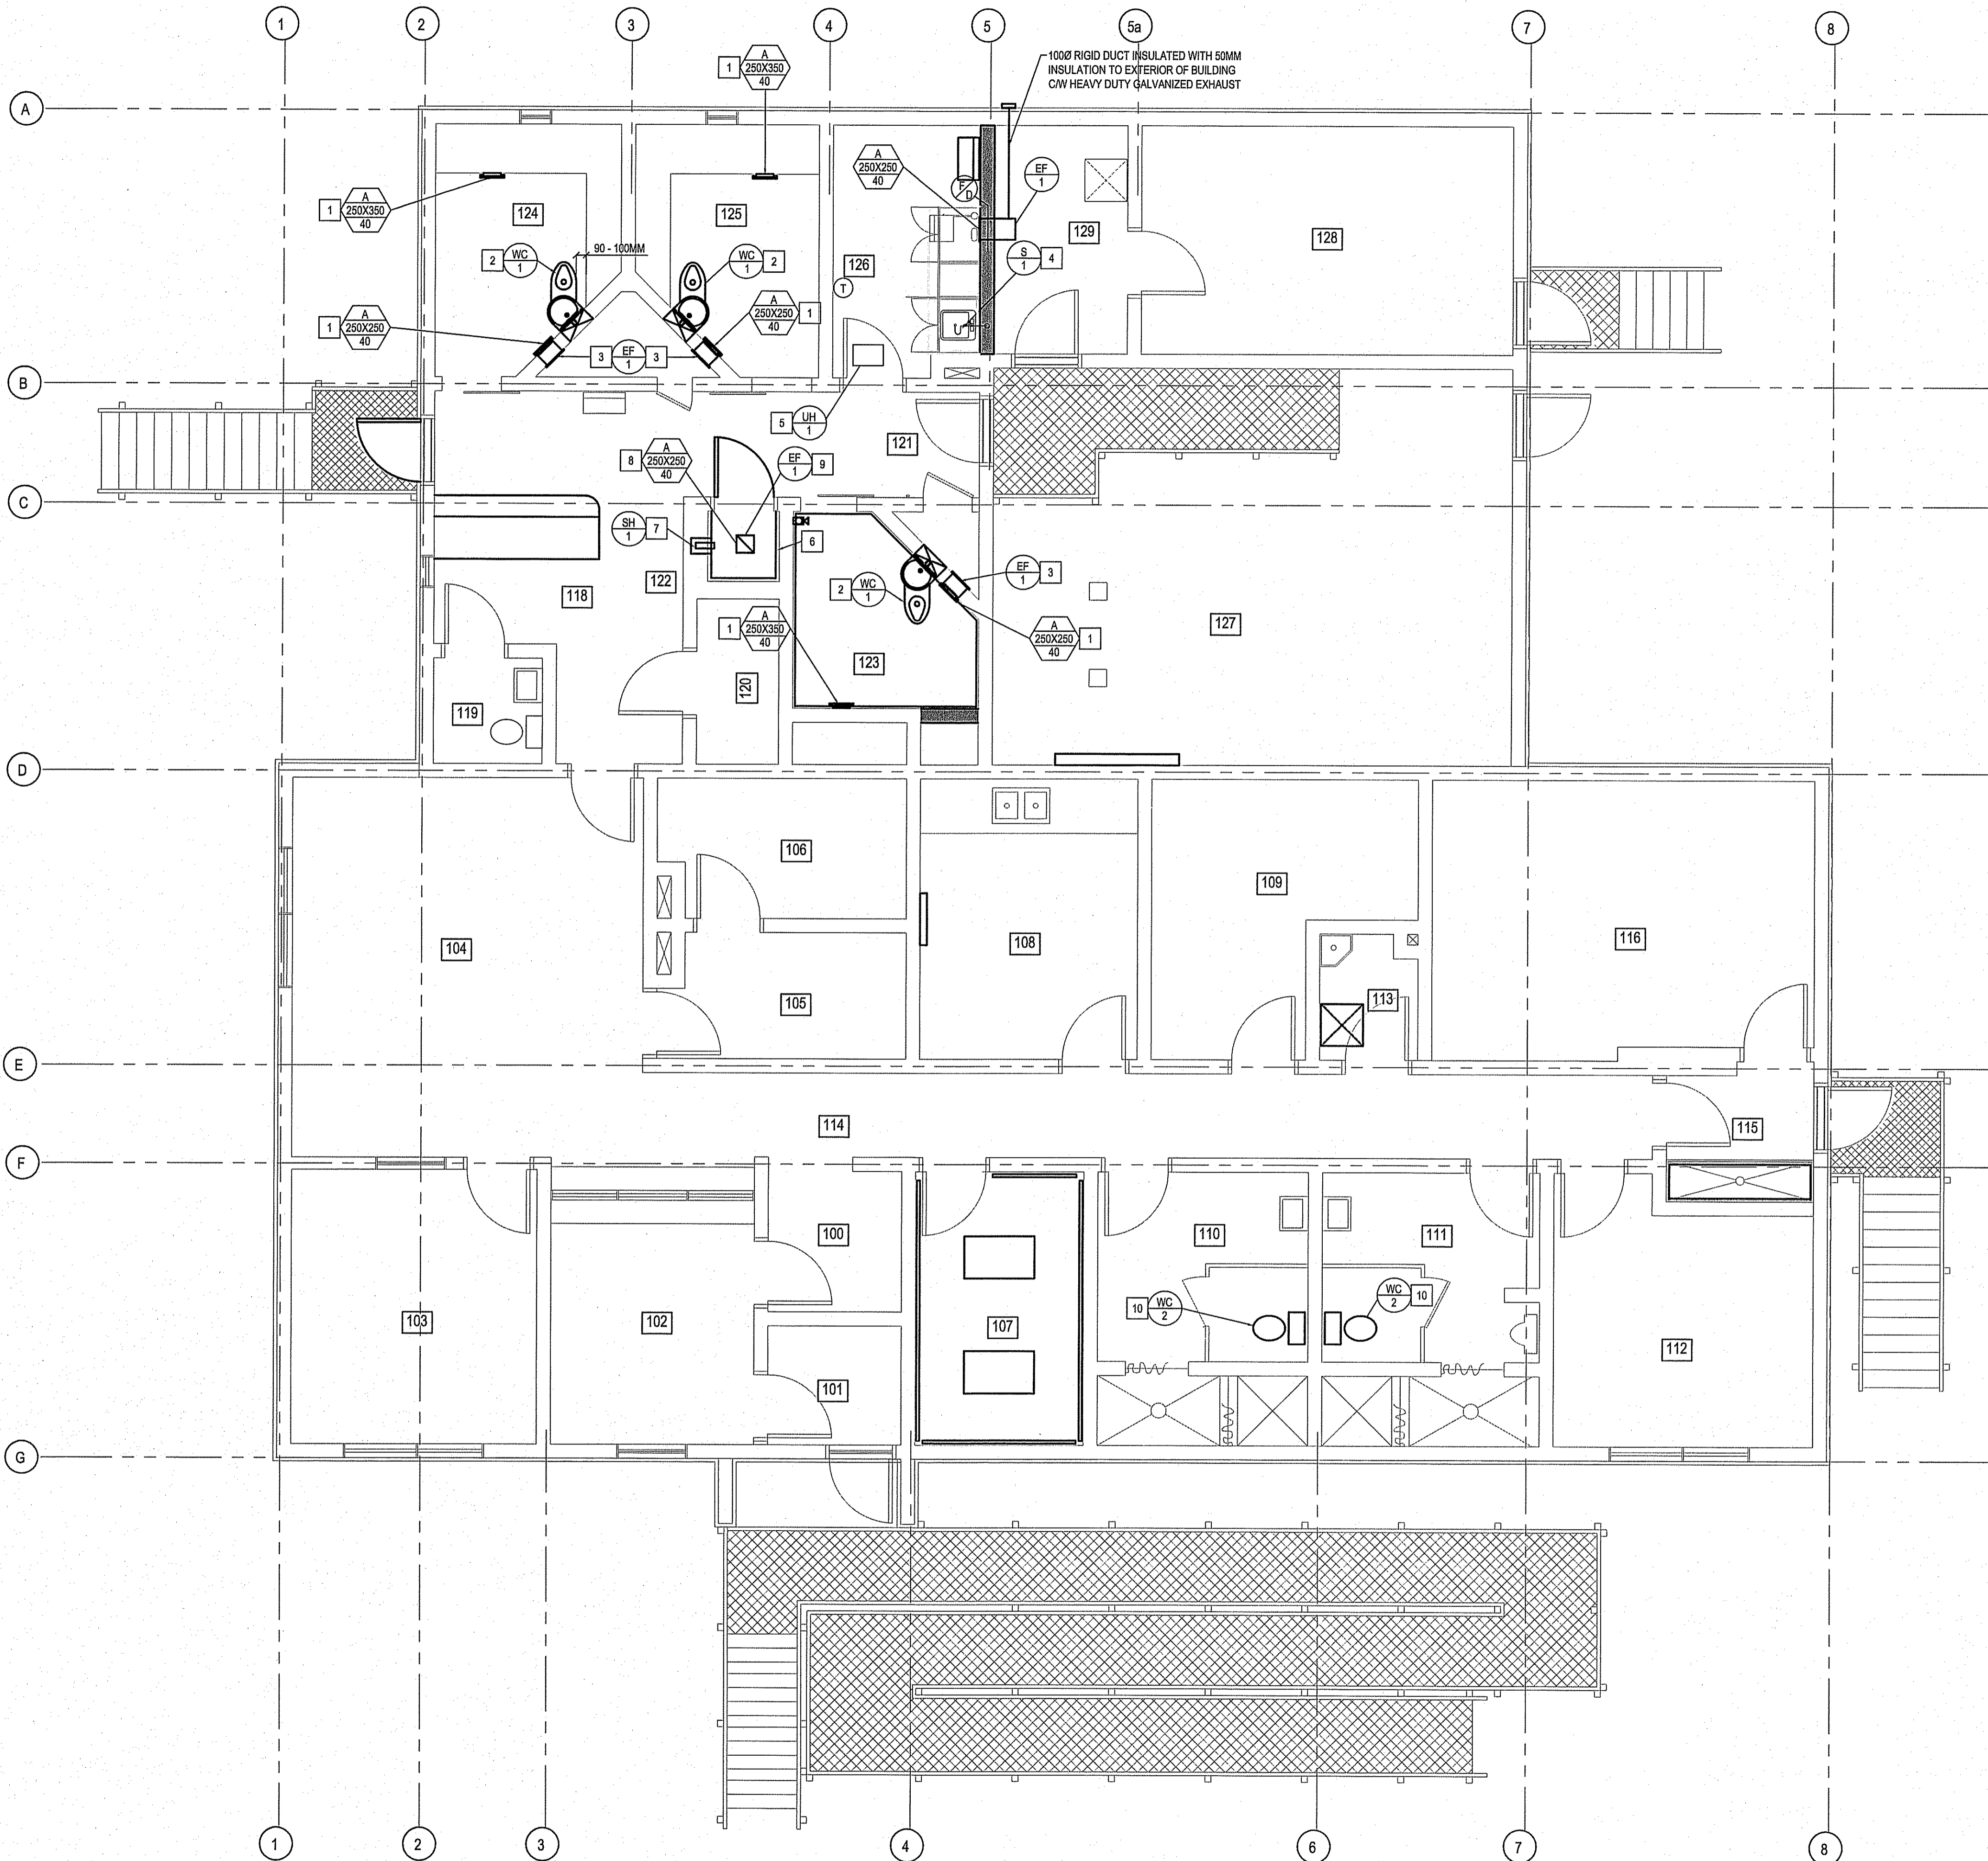 1
2
3
4
5
5a
7
8
100Ø RIGID DUCT INSULATED WITH 50MM
INSULATION TO EXTERIOR OF BUILDING
C/W HEAVY DUTY GALVANIZED EXHAUST
A
1
A
250X350
40
1
A
250X350
40
124
125
A
250X250
40
F
D
EF
1
129
128
2
WC
1
90 - 100MM
WC
1
2
126
T
S
1
4
1
A
250X250
40
A
250X250
40
1
3
EF
1
3
B
5
UH
1
121
8
A
250X250
40
EF
1
9
C
SH
1
7
6
122
118
2
WC
1
EF
1
3
1
A
250X350
40
A
250X250
40
1
127
123
120
119
D
106
109
104
108
116
105
113
E
114
115
F
100
110
111
10
WC
2
WC
2
10
103
102
107
112
101
G
1
2
3
4
6
7
8